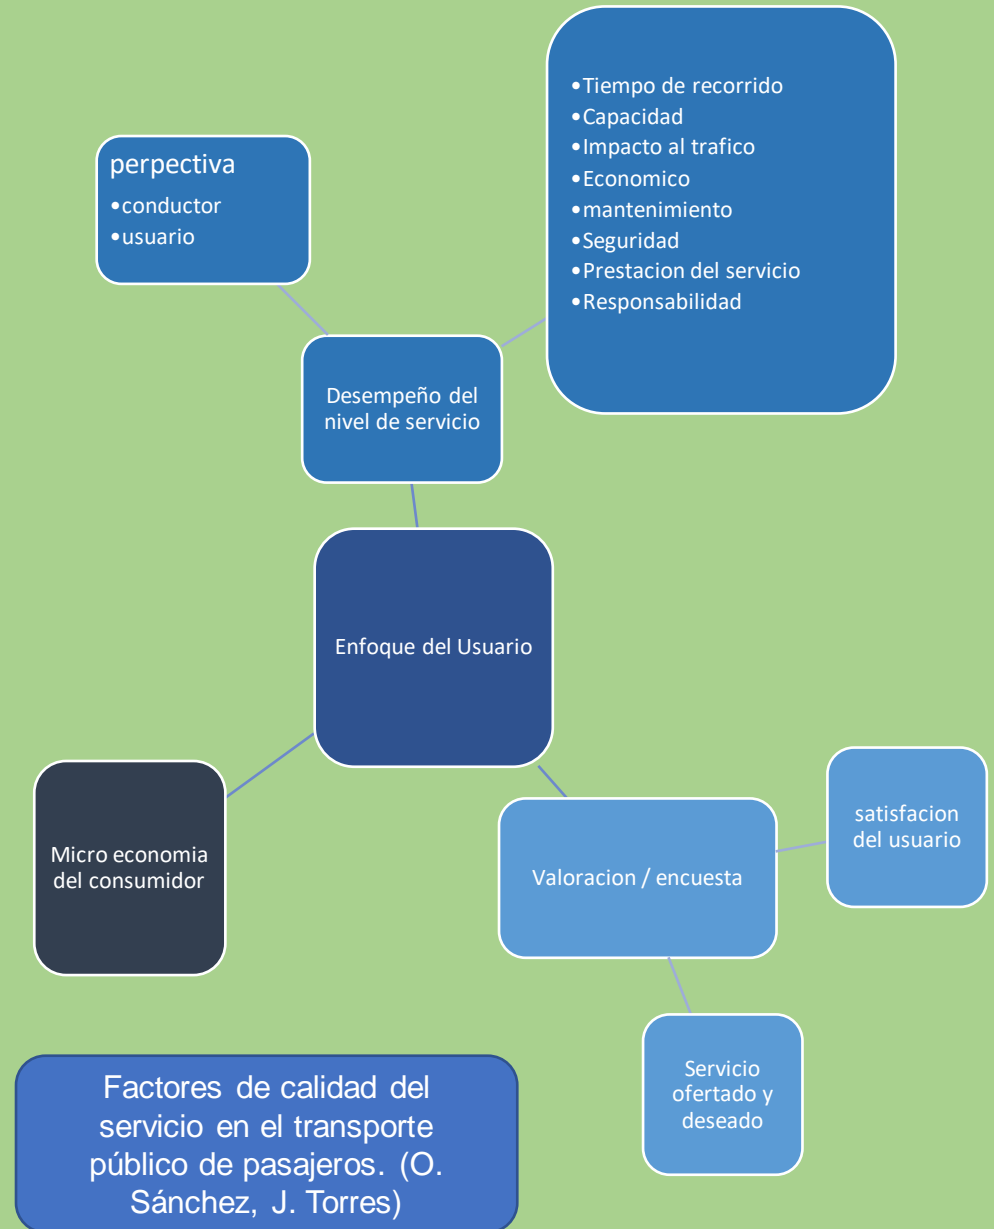 •Tiempo de recorrido
•Capacidad
•Impacto al trafico
•Economico
•mantenimiento
•Seguridad
•Prestacion del servicio
•Responsabilidad
perpectiva
•conductor
•usuario
Desempeño del
nivel de servicio
Enfoque del Usuario
Micro economia
del consumidor
Valoracion / encuesta
satisfacion
del usuario
Servicio
ofertado y
deseado
Factores de calidad del
servicio en el transporte
público de pasajeros. (O.
Sánchez, J. Torres)